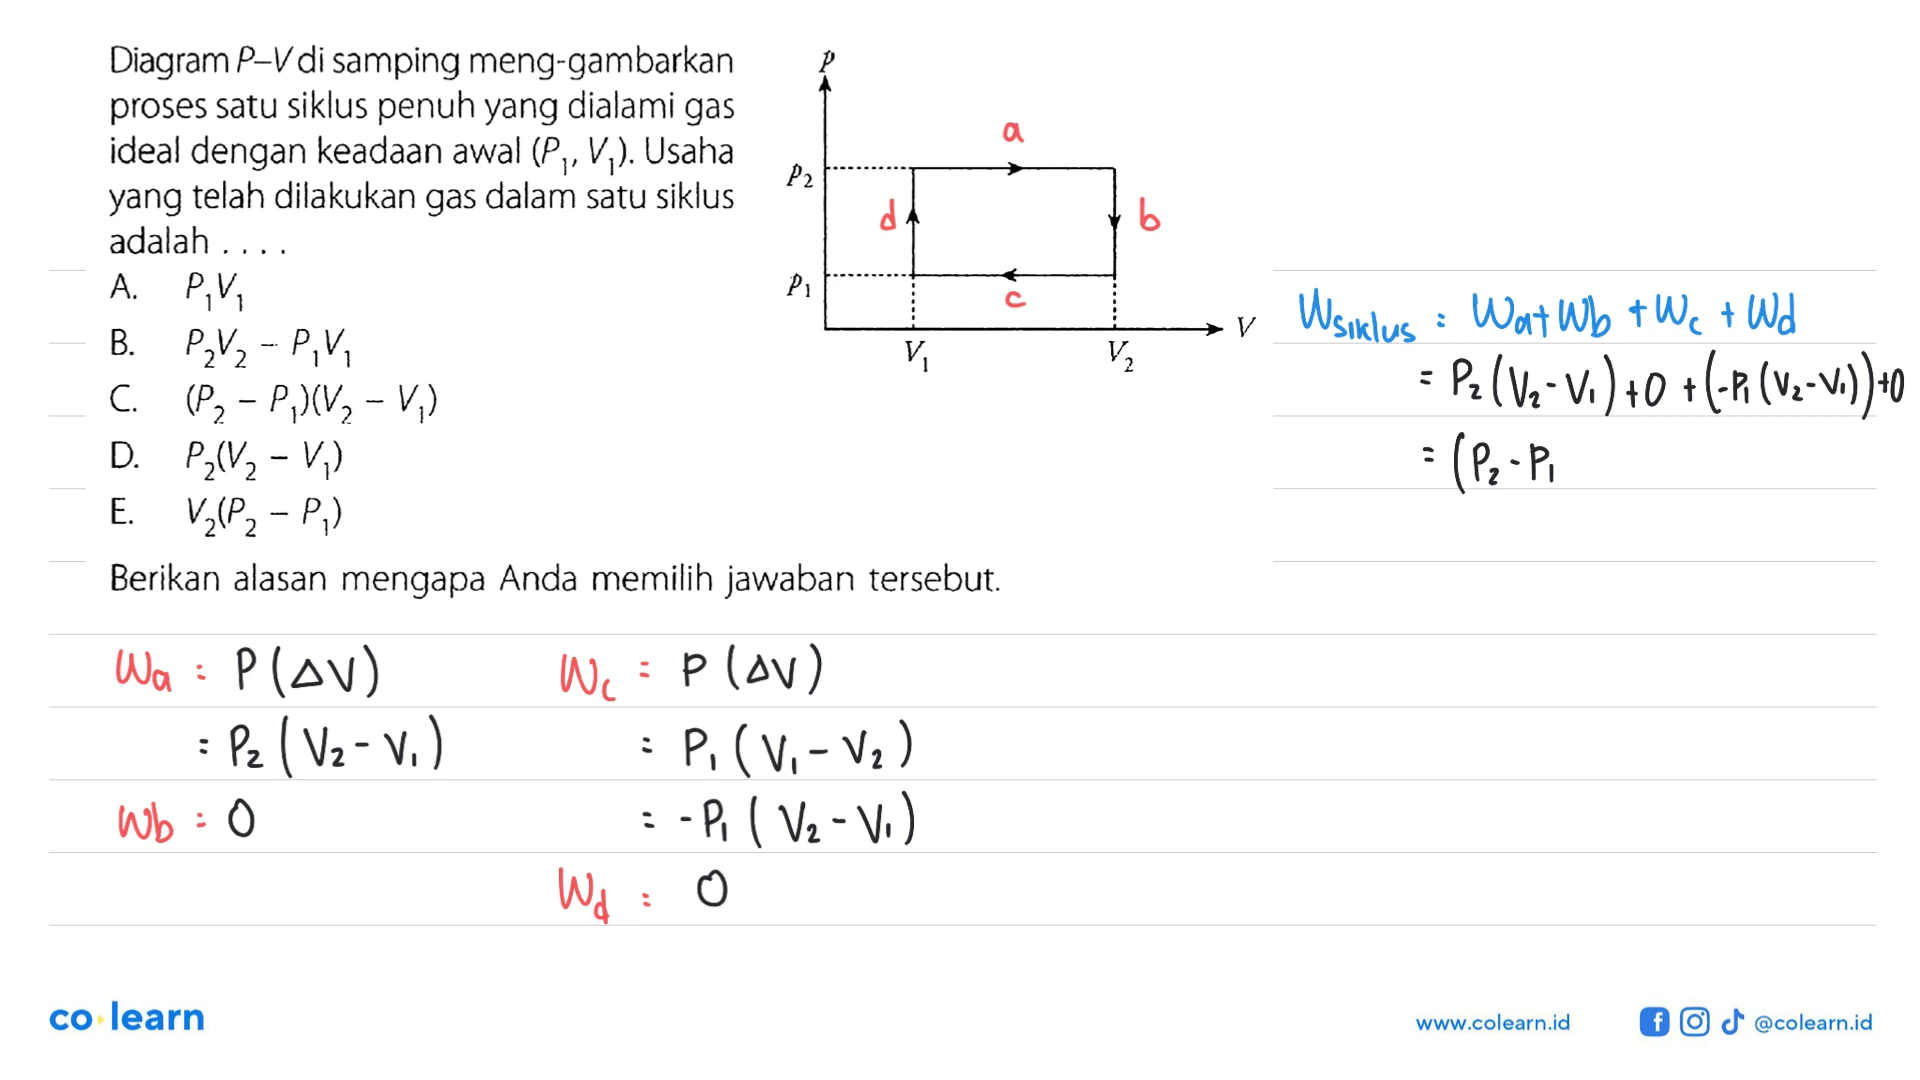 Diagram P–V di samping meng-gambarkan
proses satu siklus penuh yang dialami gas
ideal dengan keadaan awal (P₁, V₁). Usaha
yang telah dilakukan gas dalam satu siklus
adalah . . . .
A. P₁V₁
B. P₂V₂ – P₁V₁
C. (P₂ – P₁)(V₂ – V₁)
D. P₂(V₂ – V₁)
E. V₂(P₂ – P₁)
Berikan alasan mengapa Anda memilih jawaban tersebut.
P
a
P₂
d
b
P₁
c
V
V₁
V₂
Wsiklus = Wa + Wb + Wc + Wd
= P₂(V₂ - V₁) + 0 + (-P₁(V₂ - V₁)) + 0
= (P₂ - P₁
Wa = P(ΔV)
= P₂(V₂ - V₁)
Wb = 0
Wc = P(ΔV)
= P₁(V₁ - V₂)
= -P₁(V₂ - V₁)
Wd = 0
co learn
www.colearn.id
@colearn.id